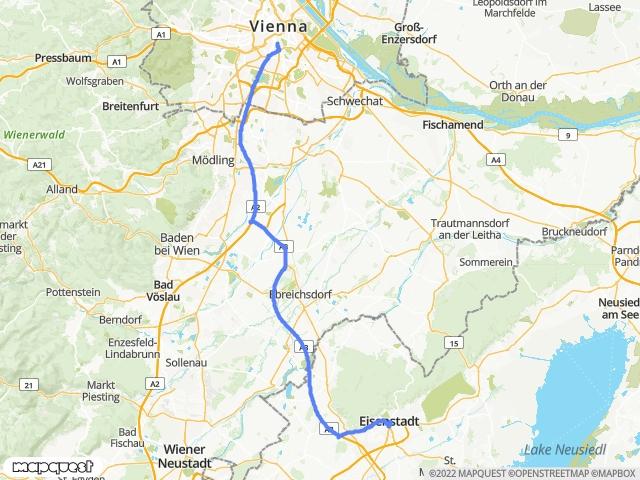 Leopoldsdorf im
Marchfelde
Lassee
Vienna
Groß-
Enzersdorf
A1
Pressbaum
A1
Wolfsgraben
Orth an der
Donau
Breitenfurt
Schwechat
Fischamend
Wienerwald
9
A21
Mödling
A4
Alland
A2
markt
der
sting
Baden
bei Wien
Trautmannsdorf
an der Leitha
Bruckneudorf
A3
Parnd
Pand
Sommerein
Bad
Vöslau
Pottenstein
Ebreichsdorf
Neusied
am See
Berndorf
Enzesfeld-
Lindabrunn
A3
15
Sollenau
21
Markt
Piesting
A2
Eisenstadt
A3
Bad
Fischau
Wiener
Neustadt
Lake Neusiedl
St.
mapquest
St. Egyden
©2022 MAPQUEST ©OPENSTREETMAP ©MAPBOX